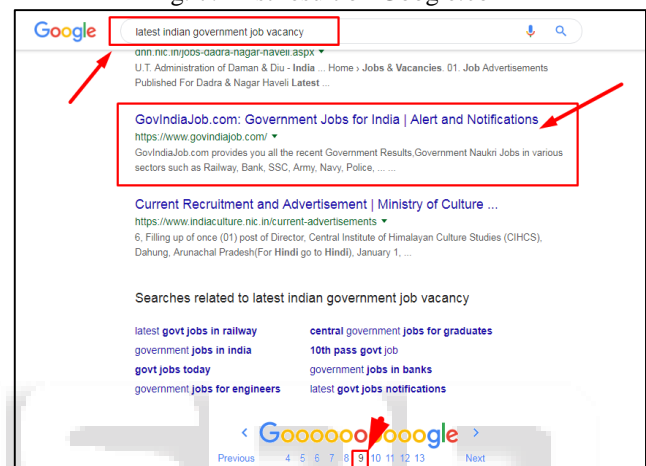 Google latest indian government job vacancy
dnh.nic.in/jobs-dadra-nagar-haveli.aspx
U.T. Administration of Daman & Diu - India ... Home › Jobs & Vacancies. 01. Job Advertisements
Published For Dadra & Nagar Haveli Latest ...
GovIndiaJob.com: Government Jobs for India | Alert and Notifications
https://www.govindiajob.com/
GovIndiaJob.com provides you all the recent Government Results,Government Naukri Jobs in various
sectors such as Railway, Bank, SSC, Army, Navy, Police, ... ...
Current Recruitment and Advertisement | Ministry of Culture ...
https://www.indiaculture.nic.in/current-advertisements
6, Filling up of once (01) post of Director, Central Institute of Himalayan Culture Studies (CIHCS),
Dahung, Arunachal Pradesh(For Hindi go to Hindi), January 1, ...
Searches related to latest indian government job vacancy
latest govt jobs in railway central government jobs for graduates
government jobs in india 10th pass govt job
govt jobs today government jobs in banks
government jobs for engineers latest govt jobs notifications
< Goooooooooogle >
Previous 4 5 6 7 8 9 10 11 12 13 Next